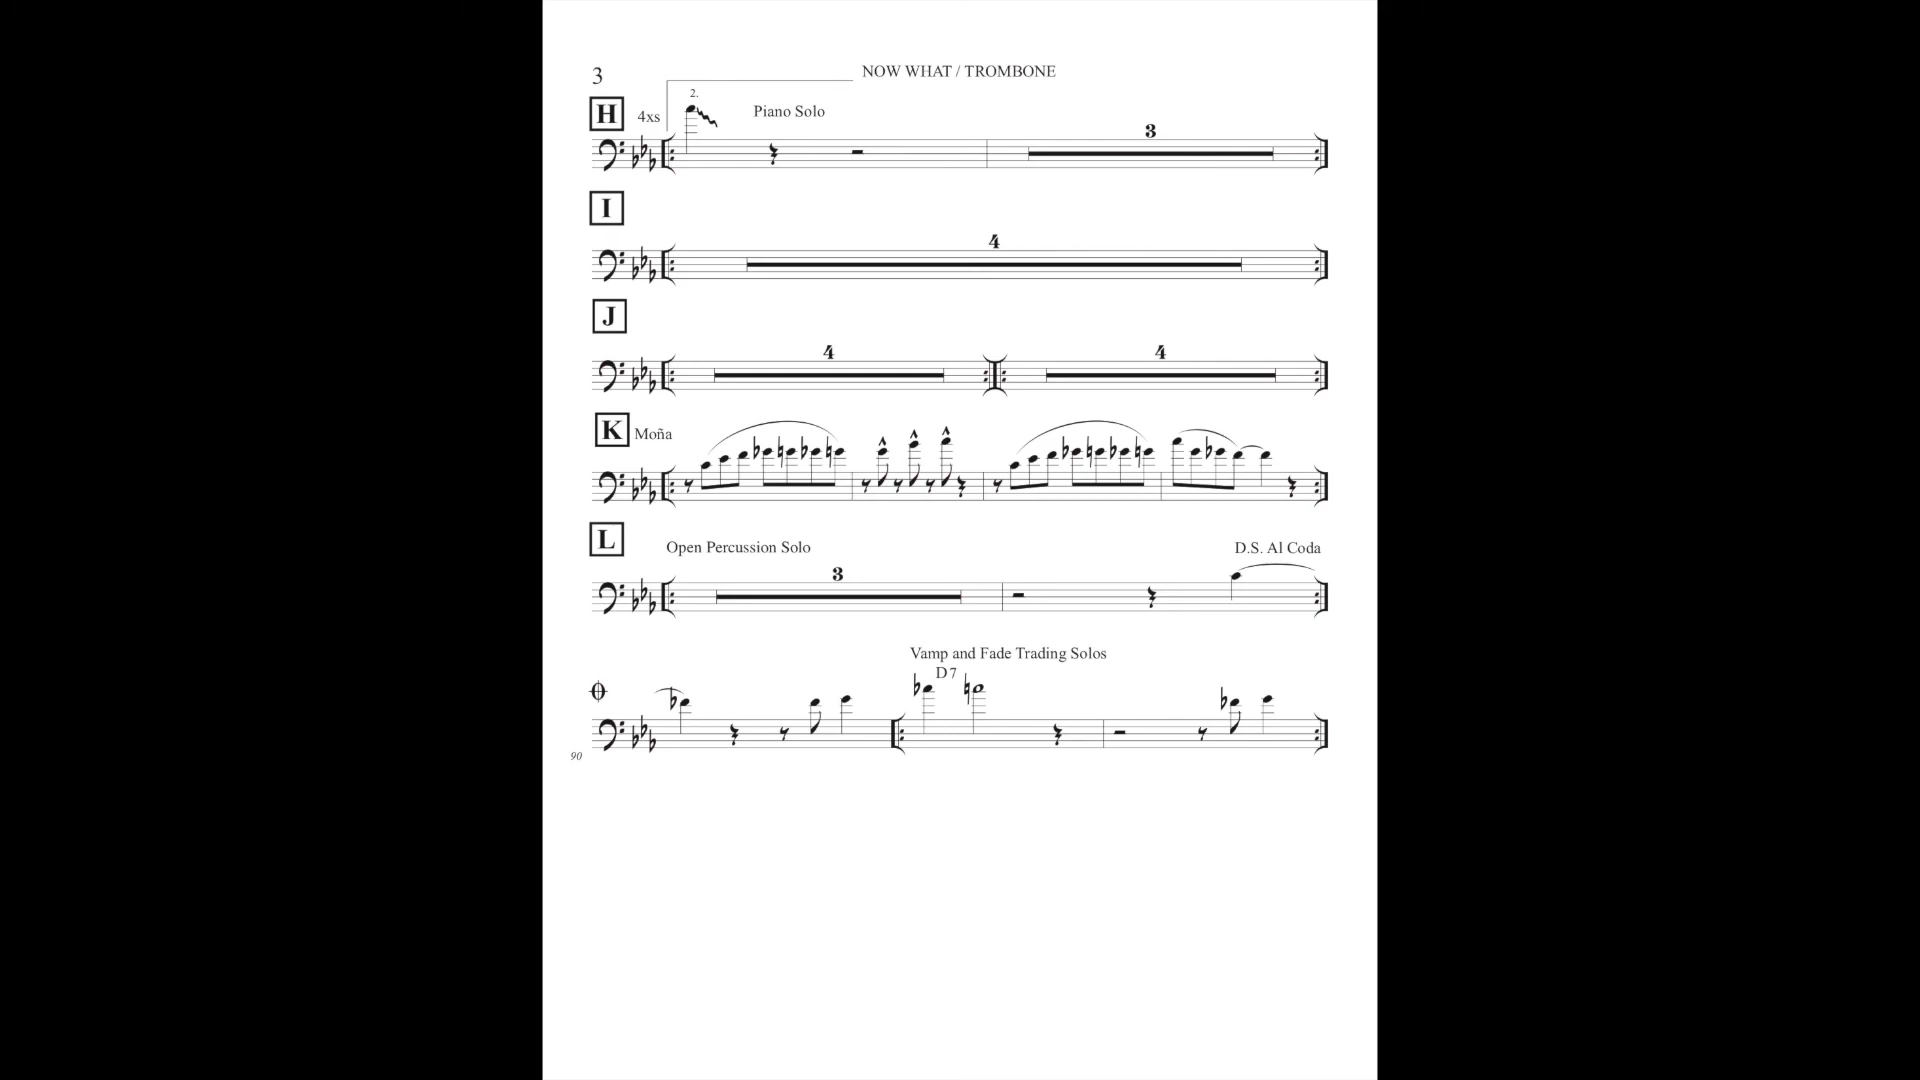 3
NOW WHAT / TROMBONE
H 4xs 2. Piano Solo
3
I
4
J
4 4
K Moña
L Open Percussion Solo D.S. Al Coda
3
Vamp and Fade Trading Solos
D7
90